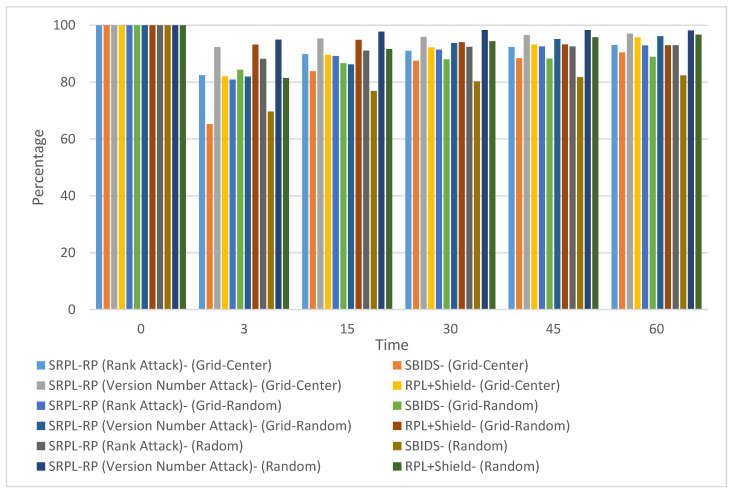 100
80
60
40
20
0
Percentage
0 3 15 30 45 60
Time
SRPL-RP (Rank Attack)- (Grid-Center) SBIDS- (Grid-Center)
SRPL-RP (Version Number Attack)- (Grid-Center) RPL+Shield- (Grid-Center)
SRPL-RP (Rank Attack)- (Grid-Random) SBIDS- (Grid-Random)
SRPL-RP (Version Number Attack)- (Grid-Random) RPL+Shield- (Grid-Random)
SRPL-RP (Rank Attack)- (Radom) SBIDS- (Random)
SRPL-RP (Version Number Attack)- (Random) RPL+Shield- (Random)